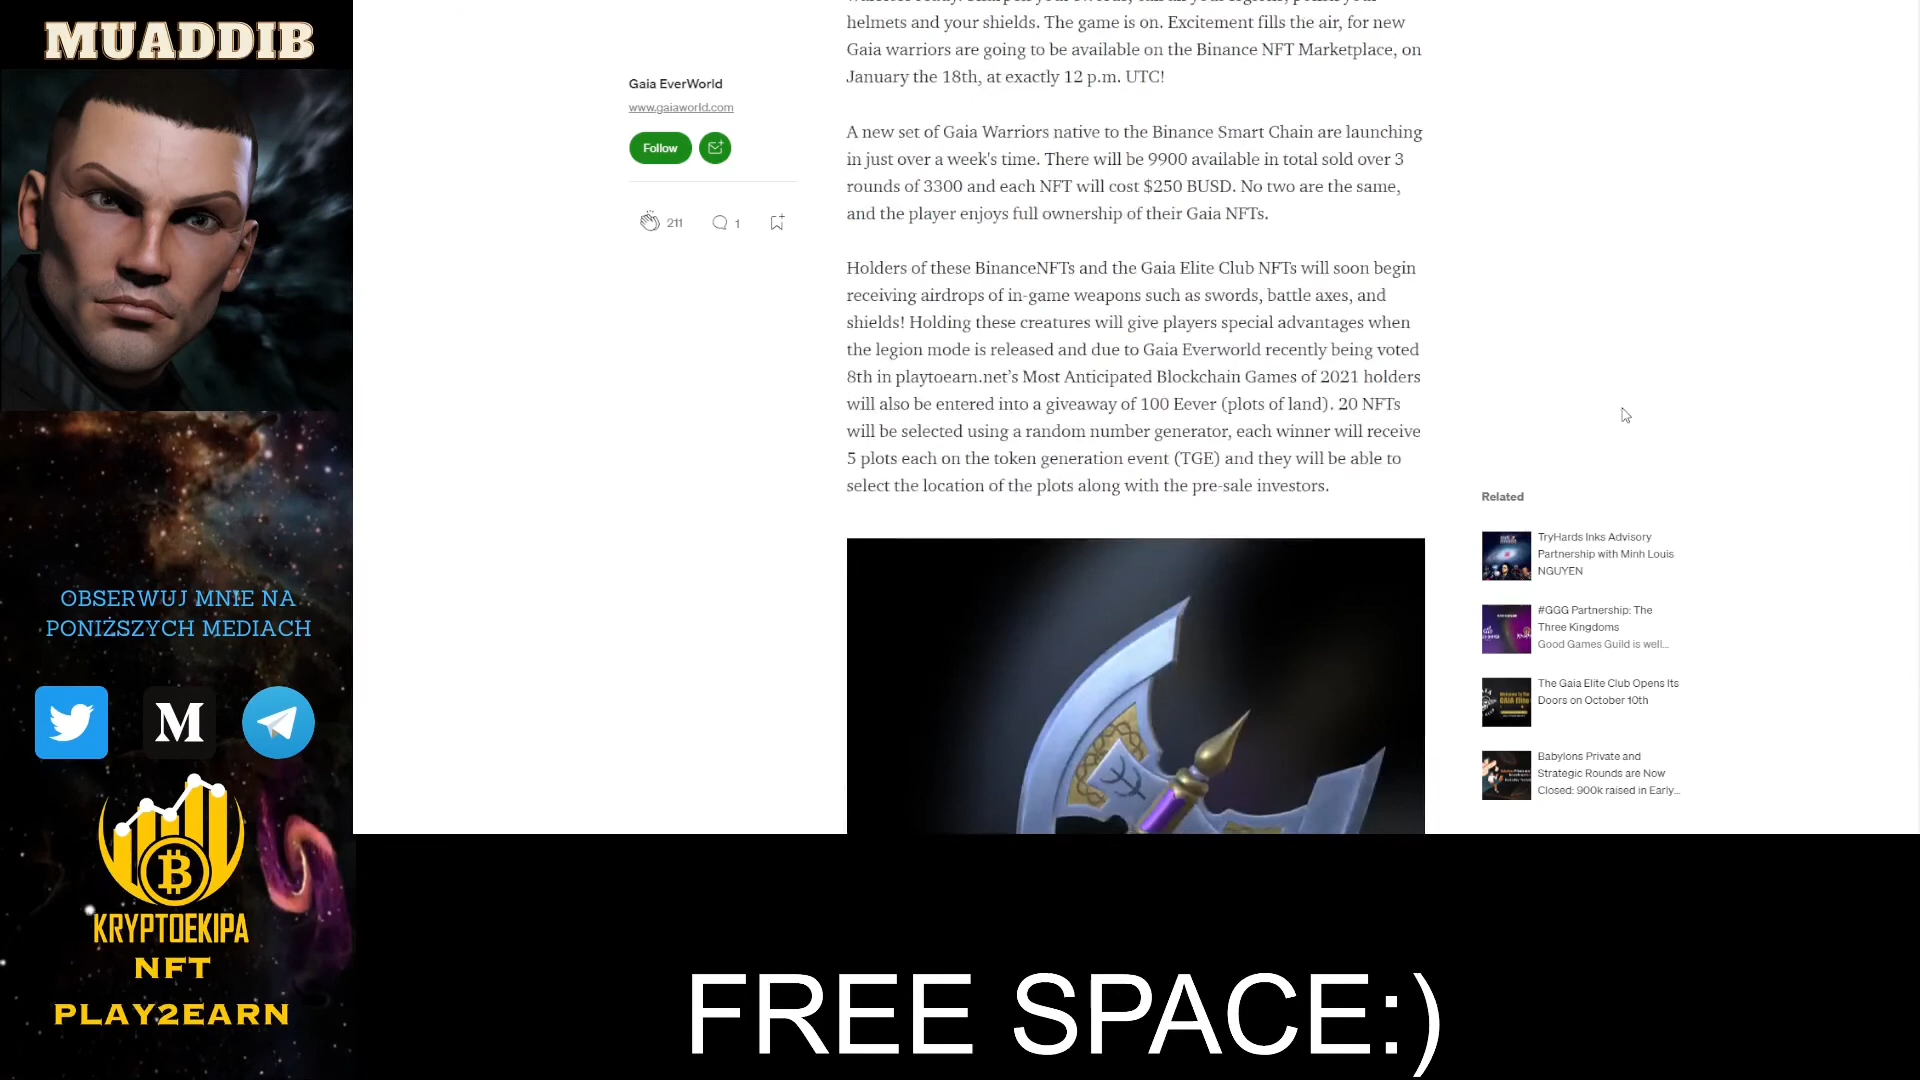 MUADDIB
OBSERWUJ MNIE NA
PONIŻSZYCH MEDIACH
M
KRYPTOEKIPA
NFT
PLAY2EARN
Gaia EverWorld
www.gaiaworld.com
Follow
211
1
helmets and your shields. The game is on. Excitement fills the air, for new
Gaia warriors are going to be available on the Binance NFT Marketplace, on
January the 18th, at exactly 12 p.m. UTC!
A new set of Gaia Warriors native to the Binance Smart Chain are launching
in just over a week's time. There will be 9900 available in total sold over 3
rounds of 3300 and each NFT will cost $250 BUSD. No two are the same,
and the player enjoys full ownership of their Gaia NFTs.
Holders of these BinanceNFTs and the Gaia Elite Club NFTs will soon begin
receiving airdrops of in-game weapons such as swords, battle axes, and
shields! Holding these creatures will give players special advantages when
the legion mode is released and due to Gaia Everworld recently being voted
8th in playtoearn.net’s Most Anticipated Blockchain Games of 2021 holders
will also be entered into a giveaway of 100 Eever (plots of land). 20 NFTs
will be selected using a random number generator, each winner will receive
5 plots each on the token generation event (TGE) and they will be able to
select the location of the plots along with the pre-sale investors.
Related
TryHards Inks Advisory
Partnership with Minh Louis
NGUYEN
#GGG Partnership: The
Three Kingdoms
Good Games Guild is well...
The Gaia Elite Club Opens Its
Doors on October 10th
Babylons Private and
Strategic Rounds are Now
Closed: 900k raised in Early...
FREE SPACE:)